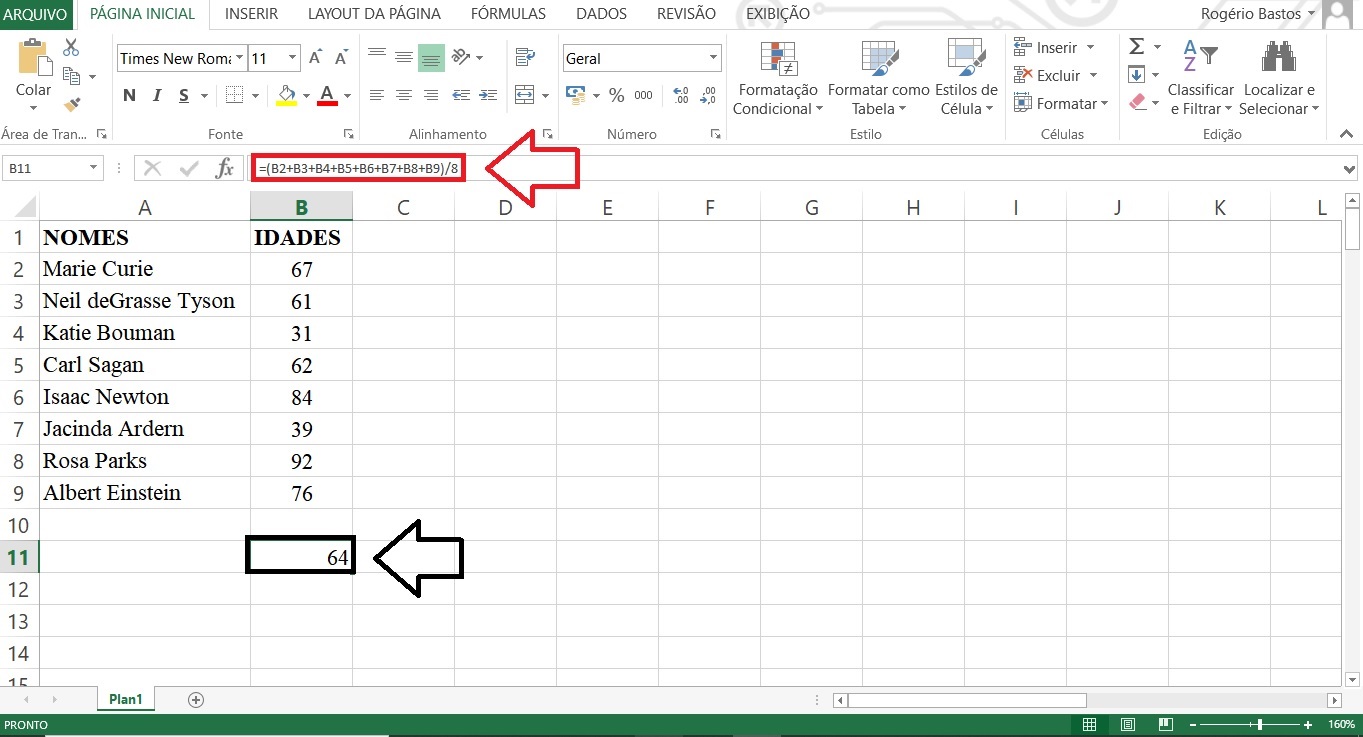 ARQUIVO PÁGINA INICIAL INSERIR LAYOUT DA PÁGINA FÓRMULAS DADOS REVISÃO EXIBIÇÃO Rogério Bastos
Colar
Times New Roma 11
A A
N I S
A
Geral
% 000
,00
,00
Formatação
Condicional
Formatar como
Tabela
Estilos de
Célula
Inserir
Excluir
Formatar
Σ
A
Z
Classificar
e Filtrar
Localizar e
Selecionar
Área de Tran... Fonte Alinhamento Número Estilo Células Edição
B11 fx =(B2+B3+B4+B5+B6+B7+B8+B9)/8
A B C D E F G H I J K L
1 NOMES IDADES
2 Marie Curie 67
3 Neil deGrasse Tyson 61
4 Katie Bouman 31
5 Carl Sagan 62
6 Isaac Newton 84
7 Jacinda Ardern 39
8 Rosa Parks 92
9 Albert Einstein 76
10
11 64
12
13
14
15
Plan1
PRONTO 160%